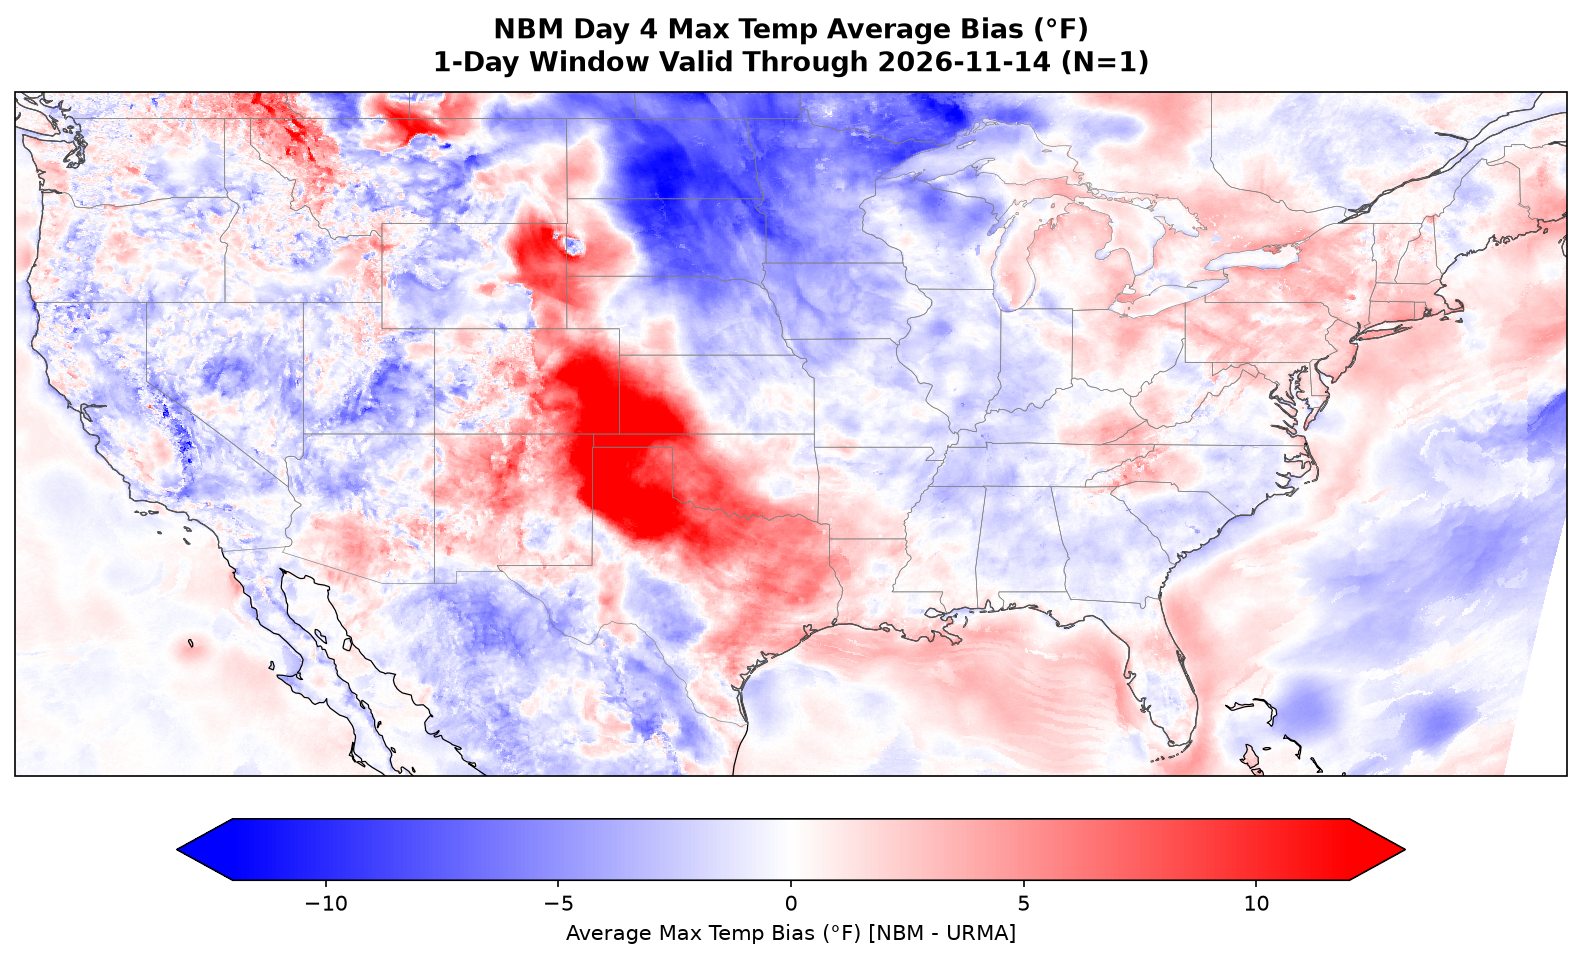 NBM Day 4 Max Temp Average Bias (°F)
1-Day Window Valid Through 2026-11-14 (N=1)
−10 −5 0 5 10
Average Max Temp Bias (°F) [NBM - URMA]